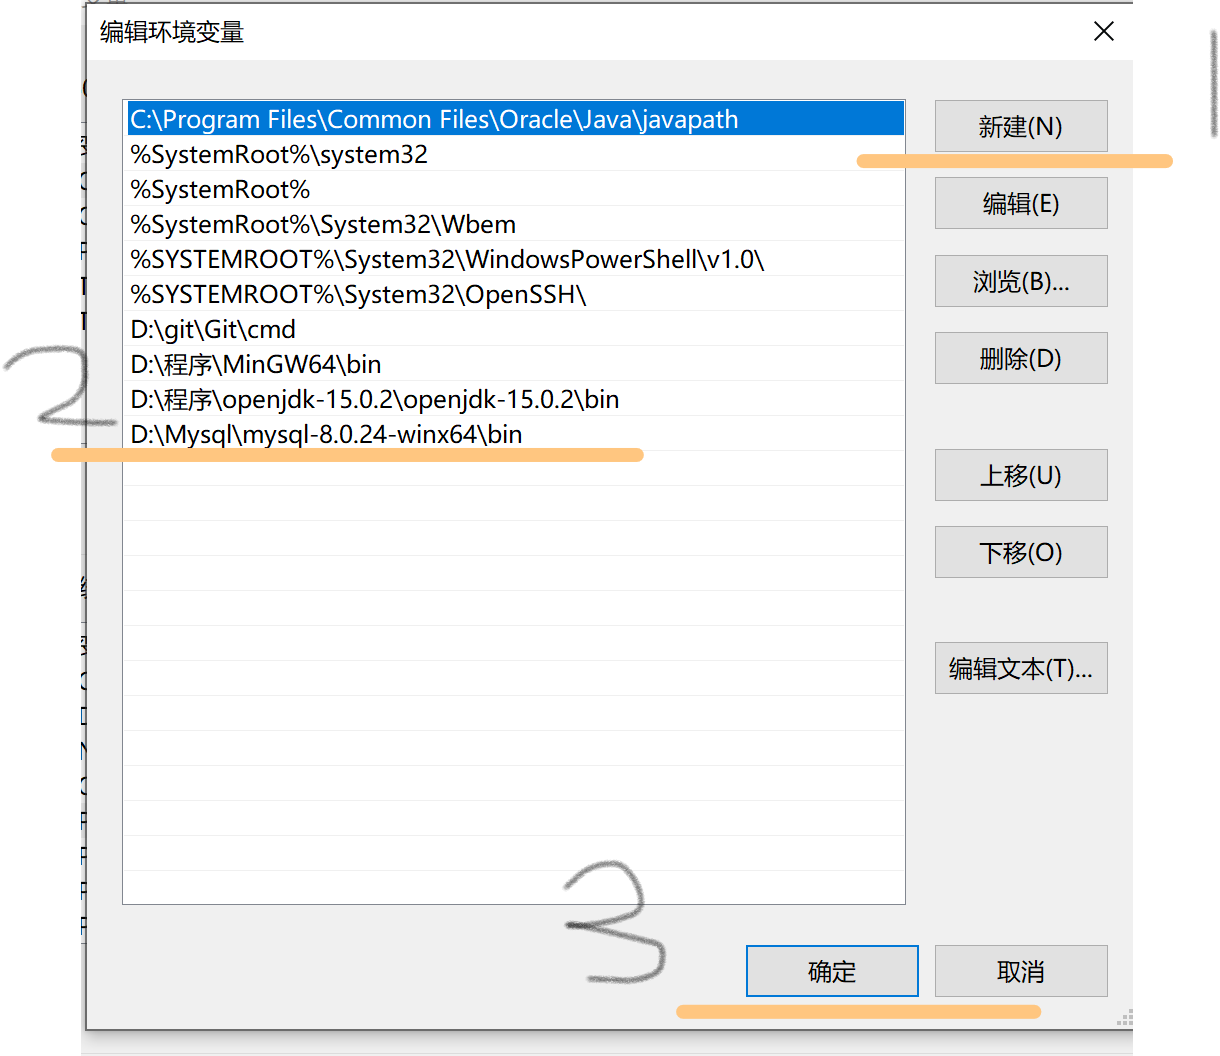 编辑环境变量
1
C:\Program Files\Common Files\Oracle\Java\javapath
新建(N)
%SystemRoot%\system32
%SystemRoot%
编辑(E)
%SystemRoot%\System32\Wbem
%SYSTEMROOT%\System32\WindowsPowerShell\v1.0\
浏览(B)...
%SYSTEMROOT%\System32\OpenSSH\
D:\git\Git\cmd
删除(D)
D:\程序\MinGW64\bin
2
D:\程序\openjdk-15.0.2\openjdk-15.0.2\bin
D:\Mysql\mysql-8.0.24-winx64\bin
上移(U)
下移(O)
编辑文本(T)...
3
确定
取消